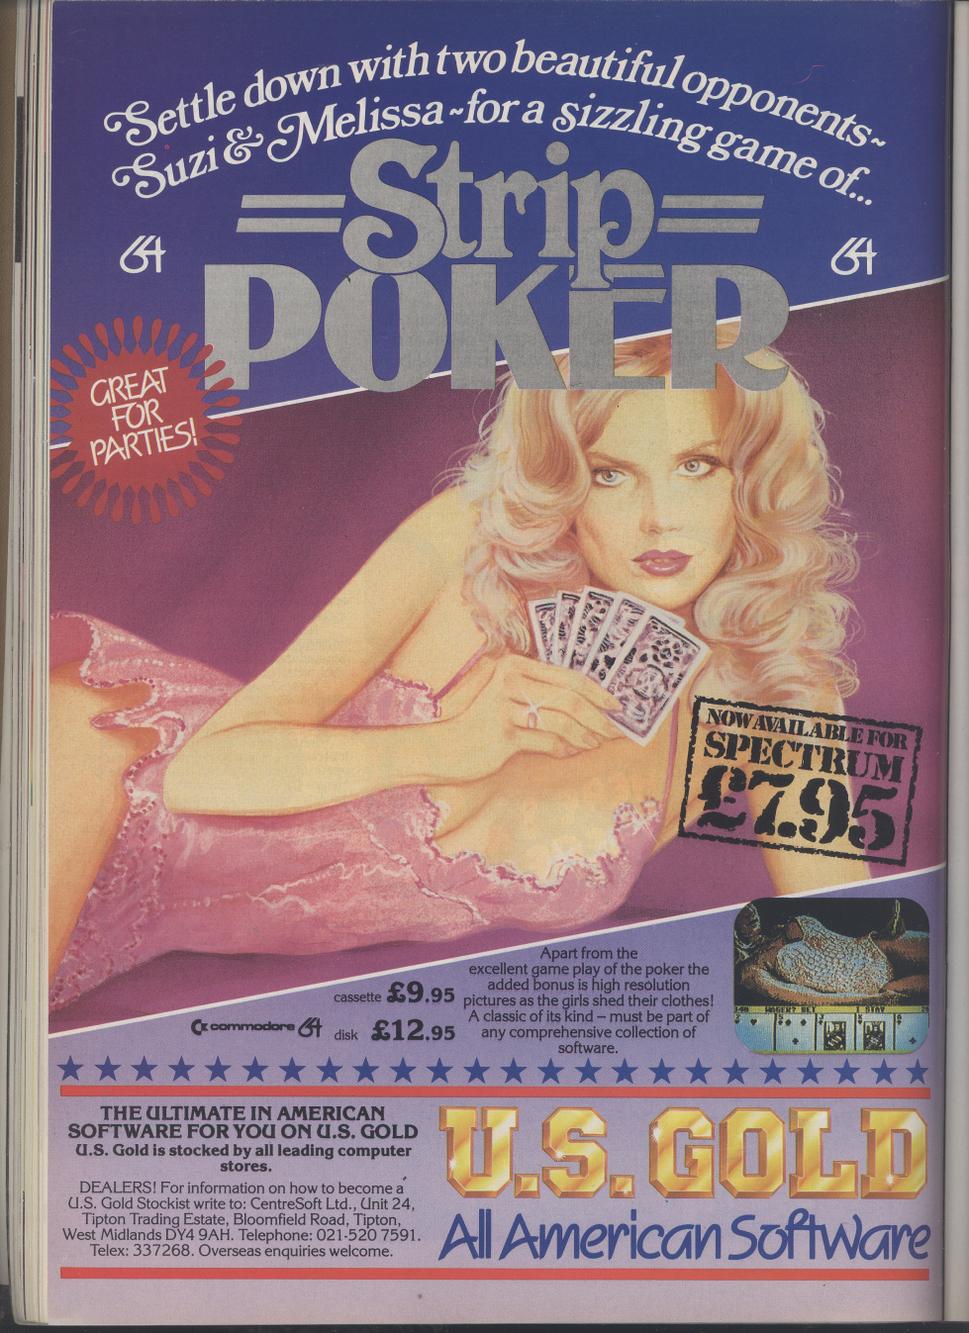 Settle down with two beautiful opponents~
Suzi & Melissa~for a sizzling game of...
Strip
POKER
64
64
GREAT
FOR
PARTIES!
NOW AVAILABLE FOR
SPECTRUM
£7.95
cassette £9.95
commodore 64 disk £12.95
Apart from the
excellent game play of the poker the
added bonus is high resolution
pictures as the girls shed their clothes!
A classic of its kind – must be part of
any comprehensive collection of
software.
WAGER? BET I STAY
THE ULTIMATE IN AMERICAN
SOFTWARE FOR YOU ON U.S. GOLD
U.S. Gold is stocked by all leading computer
stores.
DEALERS! For information on how to become a
U.S. Gold Stockist write to: CentreSoft Ltd., Unit 24,
Tipton Trading Estate, Bloomfield Road, Tipton,
West Midlands DY4 9AH. Telephone: 021-520 7591.
Telex: 337268. Overseas enquiries welcome.
U.S. GOLD
All American Software